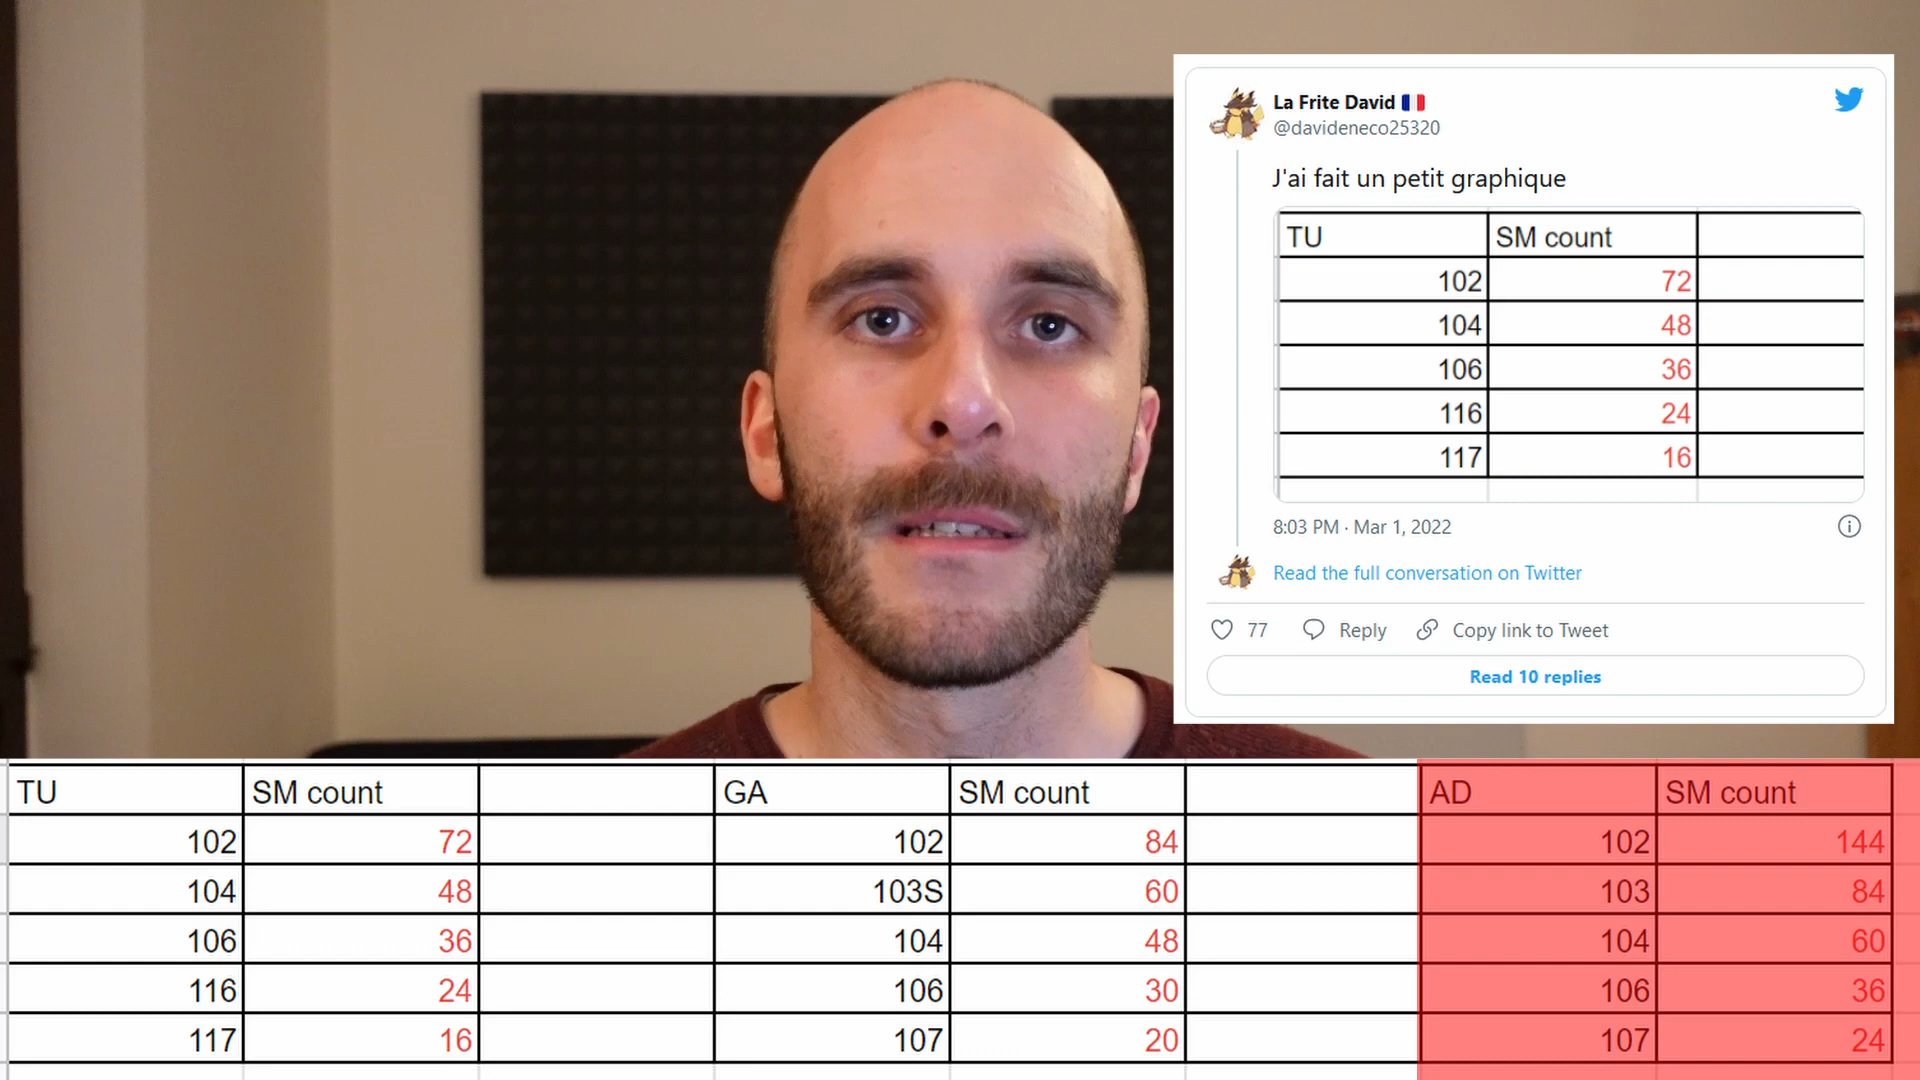 La Frite David 🇫🇷
@davideneco25320
J'ai fait un petit graphique
TU SM count
102 72
104 48
106 36
116 24
117 16
8:03 PM · Mar 1, 2022
Read the full conversation on Twitter
77 Reply Copy link to Tweet
Read 10 replies
TU SM count GA SM count AD SM count
102 72 102 84 102 144
104 48 103S 60 103 84
106 36 104 48 104 60
116 24 106 30 106 36
117 16 107 20 107 24